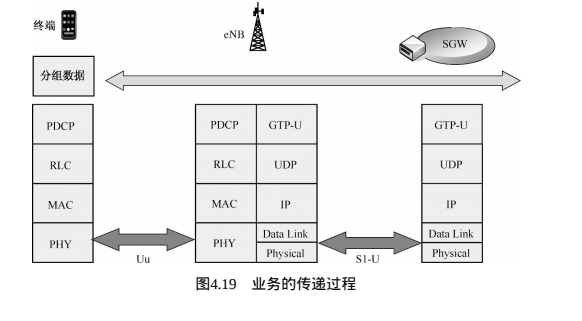 终端
eNB
SGW
分组数据
PDCP PDCP GTP-U GTP-U
RLC RLC UDP UDP
MAC MAC IP IP
PHY PHY Data Link Data Link
Physical Physical
Uu S1-U
图4.19 业务的传递过程